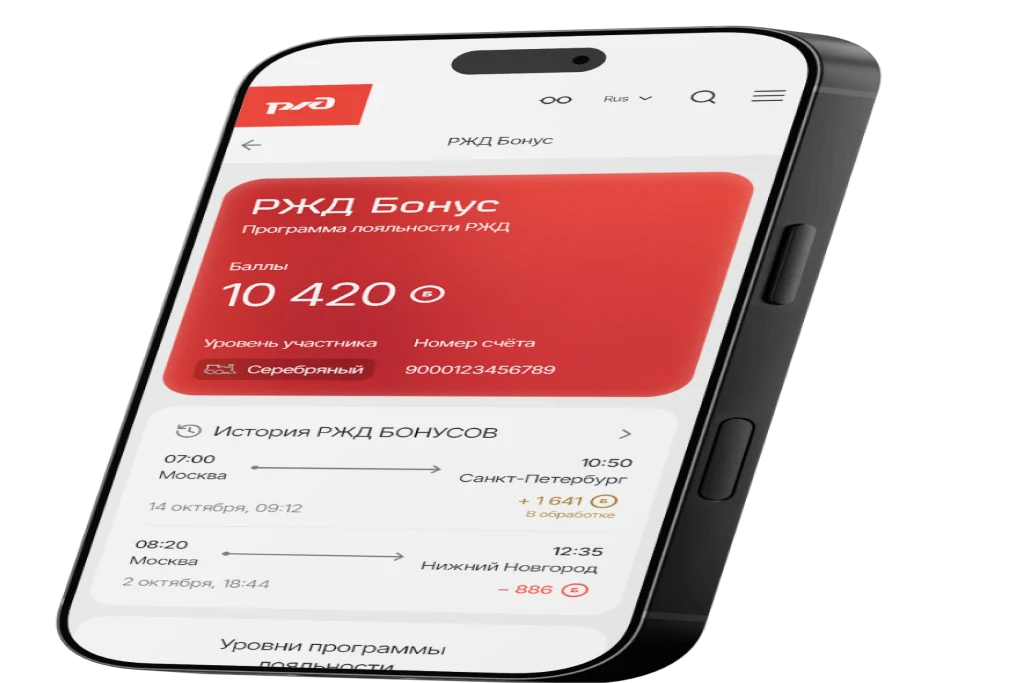 РЖД
Rus
РЖД Бонус
РЖД Бонус
Программа лояльности РЖД
Баллы
10 420 Б
Уровень участника Номер счёта
Серебряный 9000123456789
История РЖД БОНУСОВ
07:00 10:50
Москва Санкт-Петербург
+ 1 641 Б
14 октября, 09:12 В обработке
08:20 12:35
Москва Нижний Новгород
2 октября, 18:44 − 886 Б
Уровни программы
лояльности